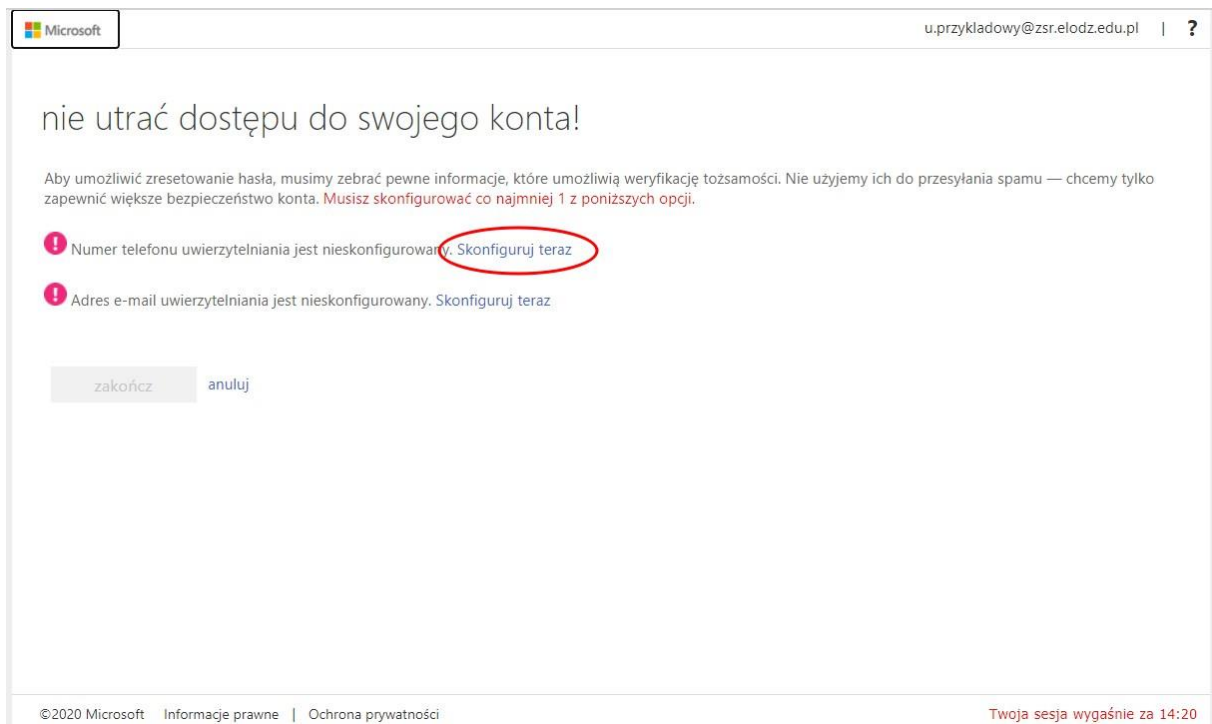 Microsoft
u.przykladowy@zsr.elodz.edu.pl | ?
nie utrać dostępu do swojego konta!
Aby umożliwić zresetowanie hasła, musimy zebrać pewne informacje, które umożliwią weryfikację tożsamości. Nie użyjemy ich do przesyłania spamu — chcemy tylko
zapewnić większe bezpieczeństwo konta. Musisz skonfigurować co najmniej 1 z poniższych opcji.
! Numer telefonu uwierzytelniania jest nieskonfigurowany. Skonfiguruj teraz
! Adres e-mail uwierzytelniania jest nieskonfigurowany. Skonfiguruj teraz
zakończ anuluj
©2020 Microsoft Informacje prawne | Ochrona prywatności
Twoja sesja wygaśnie za 14:20